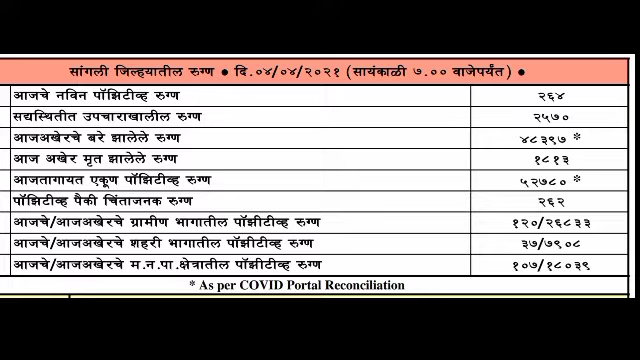 सांगली जिल्हयातील रुग्ण ● दि.०४/०४/२०२१ (सायंकाळी ७.०० वाजेपर्यंत) ●
आजचे नविन पॉझिटीव्ह रुग्ण २६४
सद्यस्थितीत उपचाराखालील रुग्ण २५७०
आजअखेरचे बरे झालेले रुग्ण ४८३९७ *
आज अखेर मृत झालेले रुग्ण १८१३
आजतागायत एकूण पॉझिटीव्ह रुग्ण ५२७८० *
पॉझिटीव्ह पैकी चिंताजनक रुग्ण २६२
आजचे/आजअखेरचे ग्रामीण भागातील पॉझीटीव्ह रुग्ण १२०/२६८३३
आजचे/आजअखेरचे शहरी भागातील पॉझीटीव्ह रुग्ण ३७/७९०८
आजचे/आजअखेरचे म.न.पा.क्षेत्रातील पॉझीटीव्ह रुग्ण १०७/१८०३९
* As per COVID Portal Reconciliation